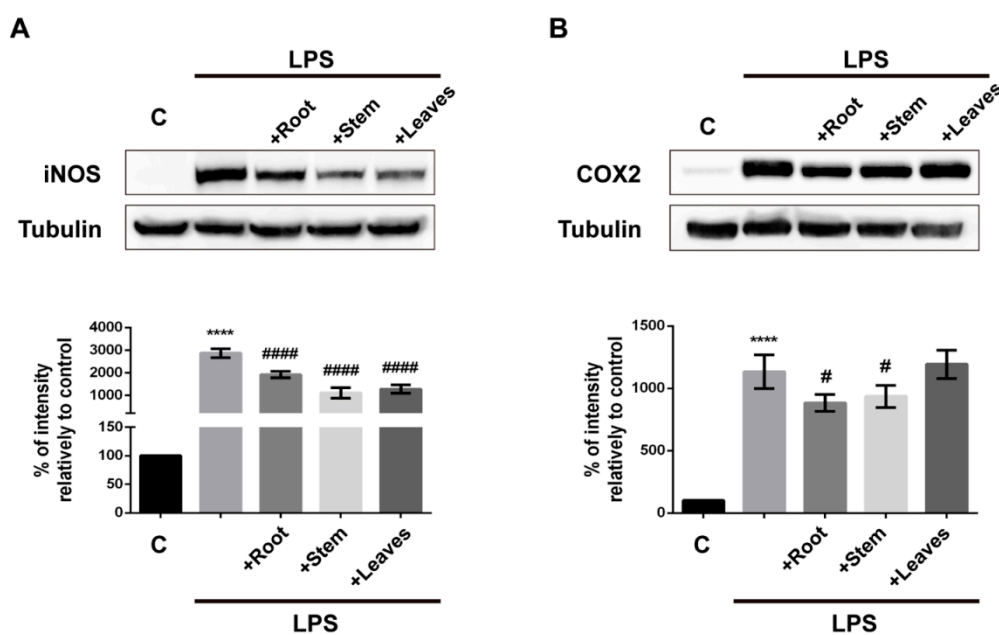 A
LPS
C
+Root
+Stem
+Leaves
iNOS
Tubulin
% of intensity
relatively to control
4000
3000
2000
1000
150
100
50
0
****
####
####
####
C
+Root
+Stem
+Leaves
LPS
B
LPS
C
+Root
+Stem
+Leaves
COX2
Tubulin
% of intensity
relatively to control
1500
1000
500
0
****
#
#
C
+Root
+Stem
+Leaves
LPS